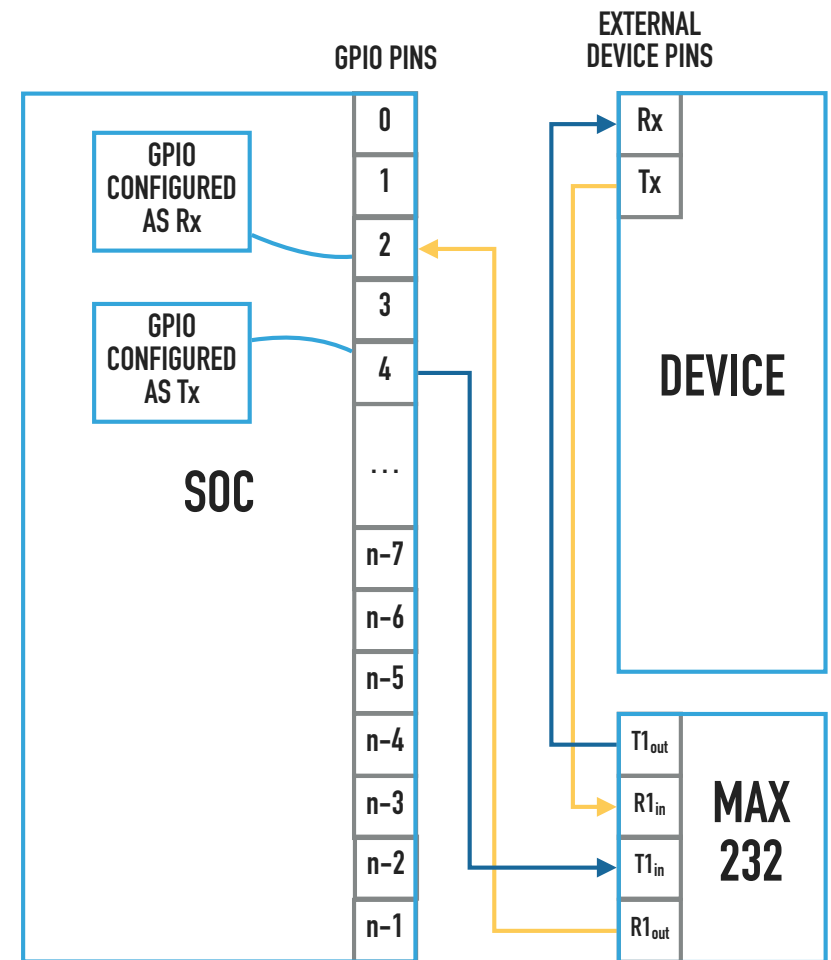 GPIO PINS
EXTERNAL
DEVICE PINS
GPIO
CONFIGURED
AS Rx
GPIO
CONFIGURED
AS Tx
SOC
0
1
2
3
4
...
n-7
n-6
n-5
n-4
n-3
n-2
n-1
Rx
Tx
DEVICE
T1out
R1in
T1in
R1out
MAX
232